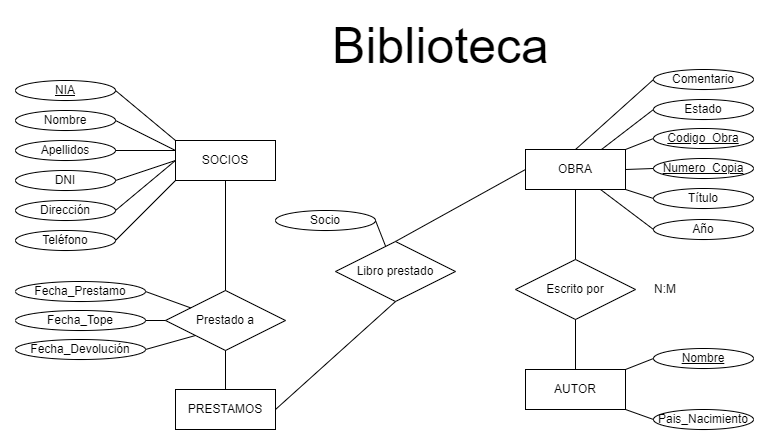 Biblioteca
NIA
Nombre
Apellidos
DNI
Dirección
Teléfono
SOCIOS
Fecha_Prestamo
Fecha_Tope
Fecha_Devolución
Prestado a
PRESTAMOS
Socio
Libro prestado
Comentario
Estado
Codigo_Obra
Numero_Copia
Título
Año
OBRA
Escrito por
N:M
AUTOR
Nombre
Pais_Nacimiento